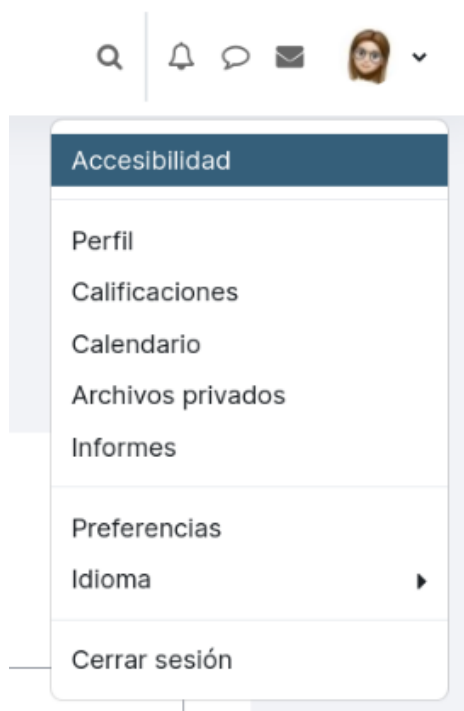 Accesibilidad
Perfil
Calificaciones
Calendario
Archivos privados
Informes
Preferencias
Idioma
Cerrar sesión